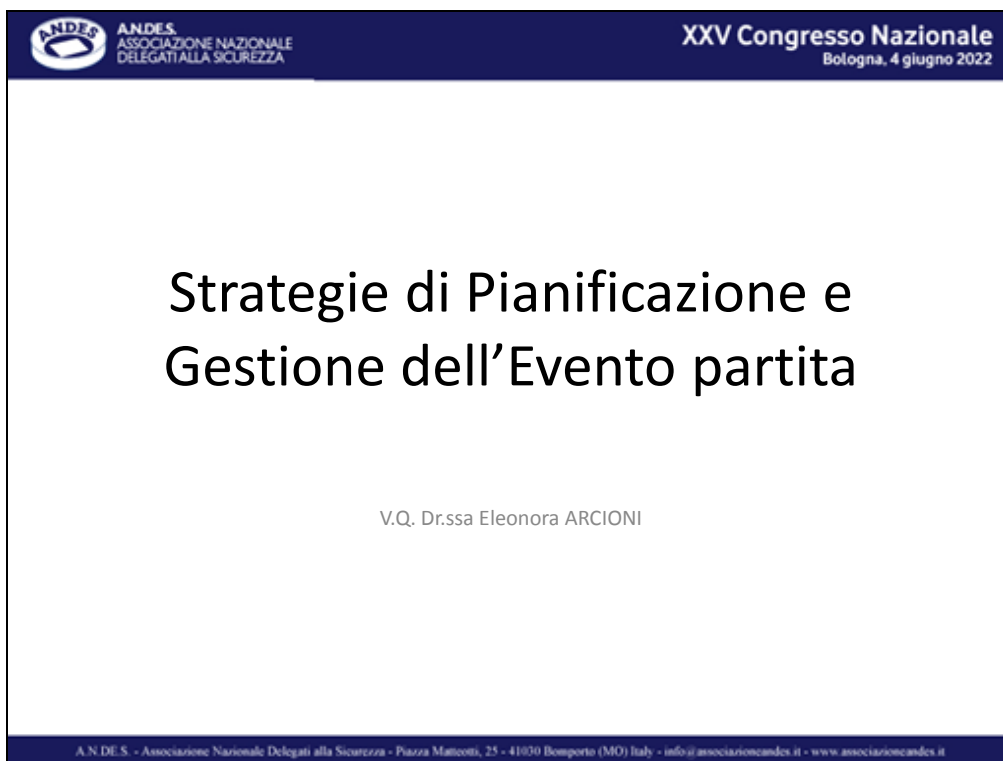 ANDES
A.N.DE.S.
ASSOCIAZIONE NAZIONALE
DELEGATI ALLA SICUREZZA
XXV Congresso Nazionale
Bologna, 4 giugno 2022
Strategie di Pianificazione e
Gestione dell’Evento partita
V.Q. Dr.ssa Eleonora ARCIONI
A.N.DE.S. - Associazione Nazionale Delegati alla Sicurezza - Piazza Matteotti, 25 - 41030 Bomporto (MO) Italy - info@associazioneandes.it - www.associazioneandes.it